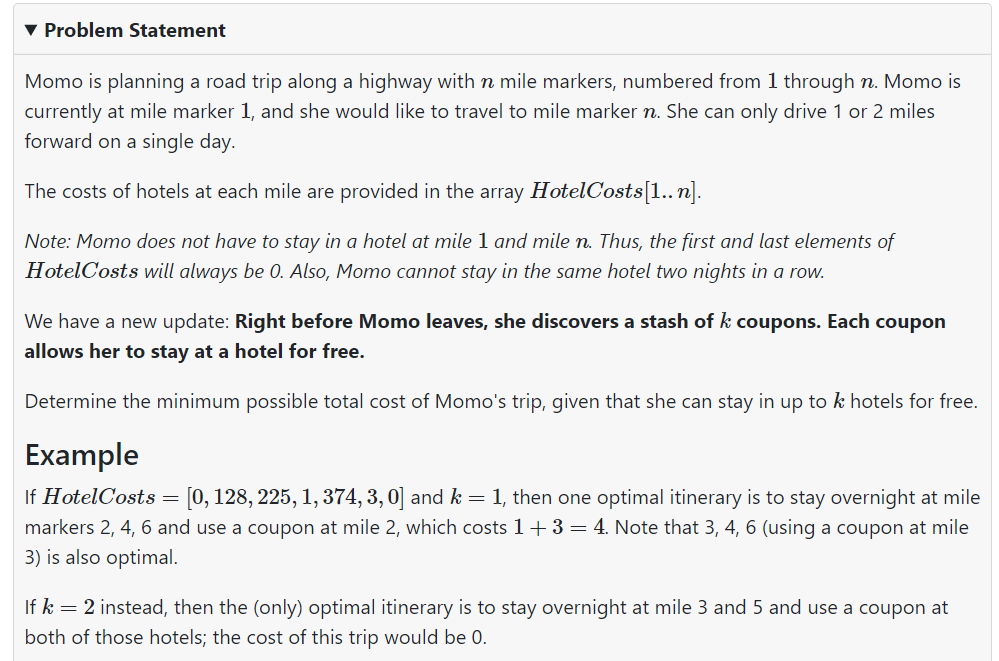 ▼ Problem Statement
Momo is planning a road trip along a highway with n mile markers, numbered from 1 through n. Momo is
currently at mile marker 1, and she would like to travel to mile marker n. She can only drive 1 or 2 miles
forward on a single day.
The costs of hotels at each mile are provided in the array HotelCosts[1..n].
Note: Momo does not have to stay in a hotel at mile 1 and mile n. Thus, the first and last elements of
HotelCosts will always be 0. Also, Momo cannot stay in the same hotel two nights in a row.
We have a new update: Right before Momo leaves, she discovers a stash of k coupons. Each coupon
allows her to stay at a hotel for free.
Determine the minimum possible total cost of Momo's trip, given that she can stay in up to k hotels for free.
Example
If HotelCosts = [0, 128, 225, 1, 374, 3, 0] and k = 1, then one optimal itinerary is to stay overnight at mile
markers 2, 4, 6 and use a coupon at mile 2, which costs 1 + 3 = 4. Note that 3, 4, 6 (using a coupon at mile
3) is also optimal.
If k = 2 instead, then the (only) optimal itinerary is to stay overnight at mile 3 and 5 and use a coupon at
both of those hotels; the cost of this trip would be 0.